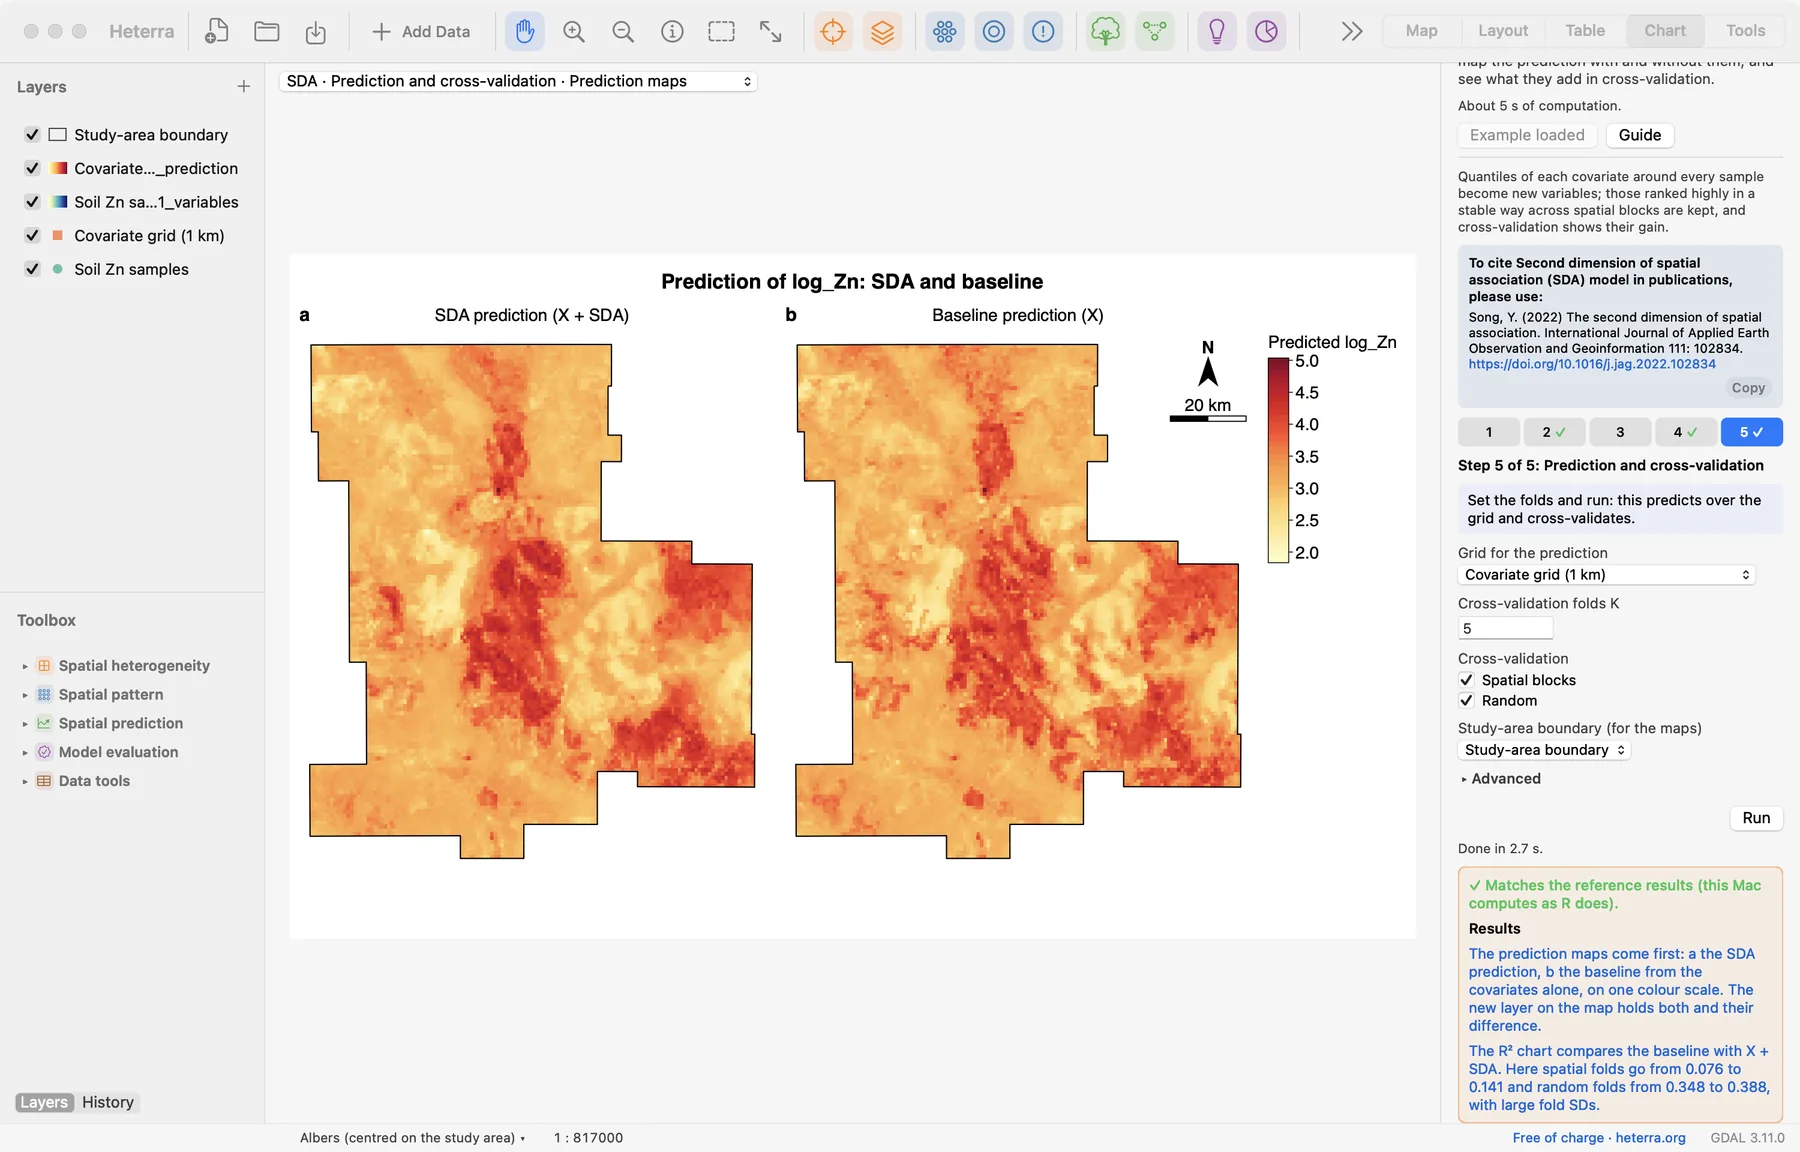 Heterra
Add Data
Map
Layout
Table
Chart
Tools
Layers
Study-area boundary
Covariate..._prediction
Soil Zn sa...1_variables
Covariate grid (1 km)
Soil Zn samples
Toolbox
Spatial heterogeneity
Spatial pattern
Spatial prediction
Model evaluation
Data tools
Layers
History
SDA · Prediction and cross-validation · Prediction maps
Prediction of log_Zn: SDA and baseline
a
SDA prediction (X + SDA)
b
Baseline prediction (X)
N
20 km
Predicted log_Zn
5.0
4.5
4.0
3.5
3.0
2.5
2.0
Albers (centred on the study area)
1 : 817000
map the prediction with and without them, and
see what they add in cross-validation.
About 5 s of computation.
Example loaded
Guide
Quantiles of each covariate around every sample
become new variables; those ranked highly in a
stable way across spatial blocks are kept, and
cross-validation shows their gain.
To cite Second dimension of spatial
association (SDA) model in publications,
please use:
Song, Y. (2022) The second dimension of spatial
association. International Journal of Applied Earth
Observation and Geoinformation 111: 102834.
https://doi.org/10.1016/j.jag.2022.102834
Copy
1
2 ✓
3
4 ✓
5 ✓
Step 5 of 5: Prediction and cross-validation
Set the folds and run: this predicts over the
grid and cross-validates.
Grid for the prediction
Covariate grid (1 km)
Cross-validation folds K
5
Cross-validation
Spatial blocks
Random
Study-area boundary (for the maps)
Study-area boundary
Advanced
Run
Done in 2.7 s.
✓ Matches the reference results (this Mac
computes as R does).
Results
The prediction maps come first: a the SDA
prediction, b the baseline from the
covariates alone, on one colour scale. The
new layer on the map holds both and their
difference.
The R² chart compares the baseline with X +
SDA. Here spatial folds go from 0.076 to
0.141 and random folds from 0.348 to 0.388,
with large fold SDs.
Free of charge · heterra.org
GDAL 3.11.0